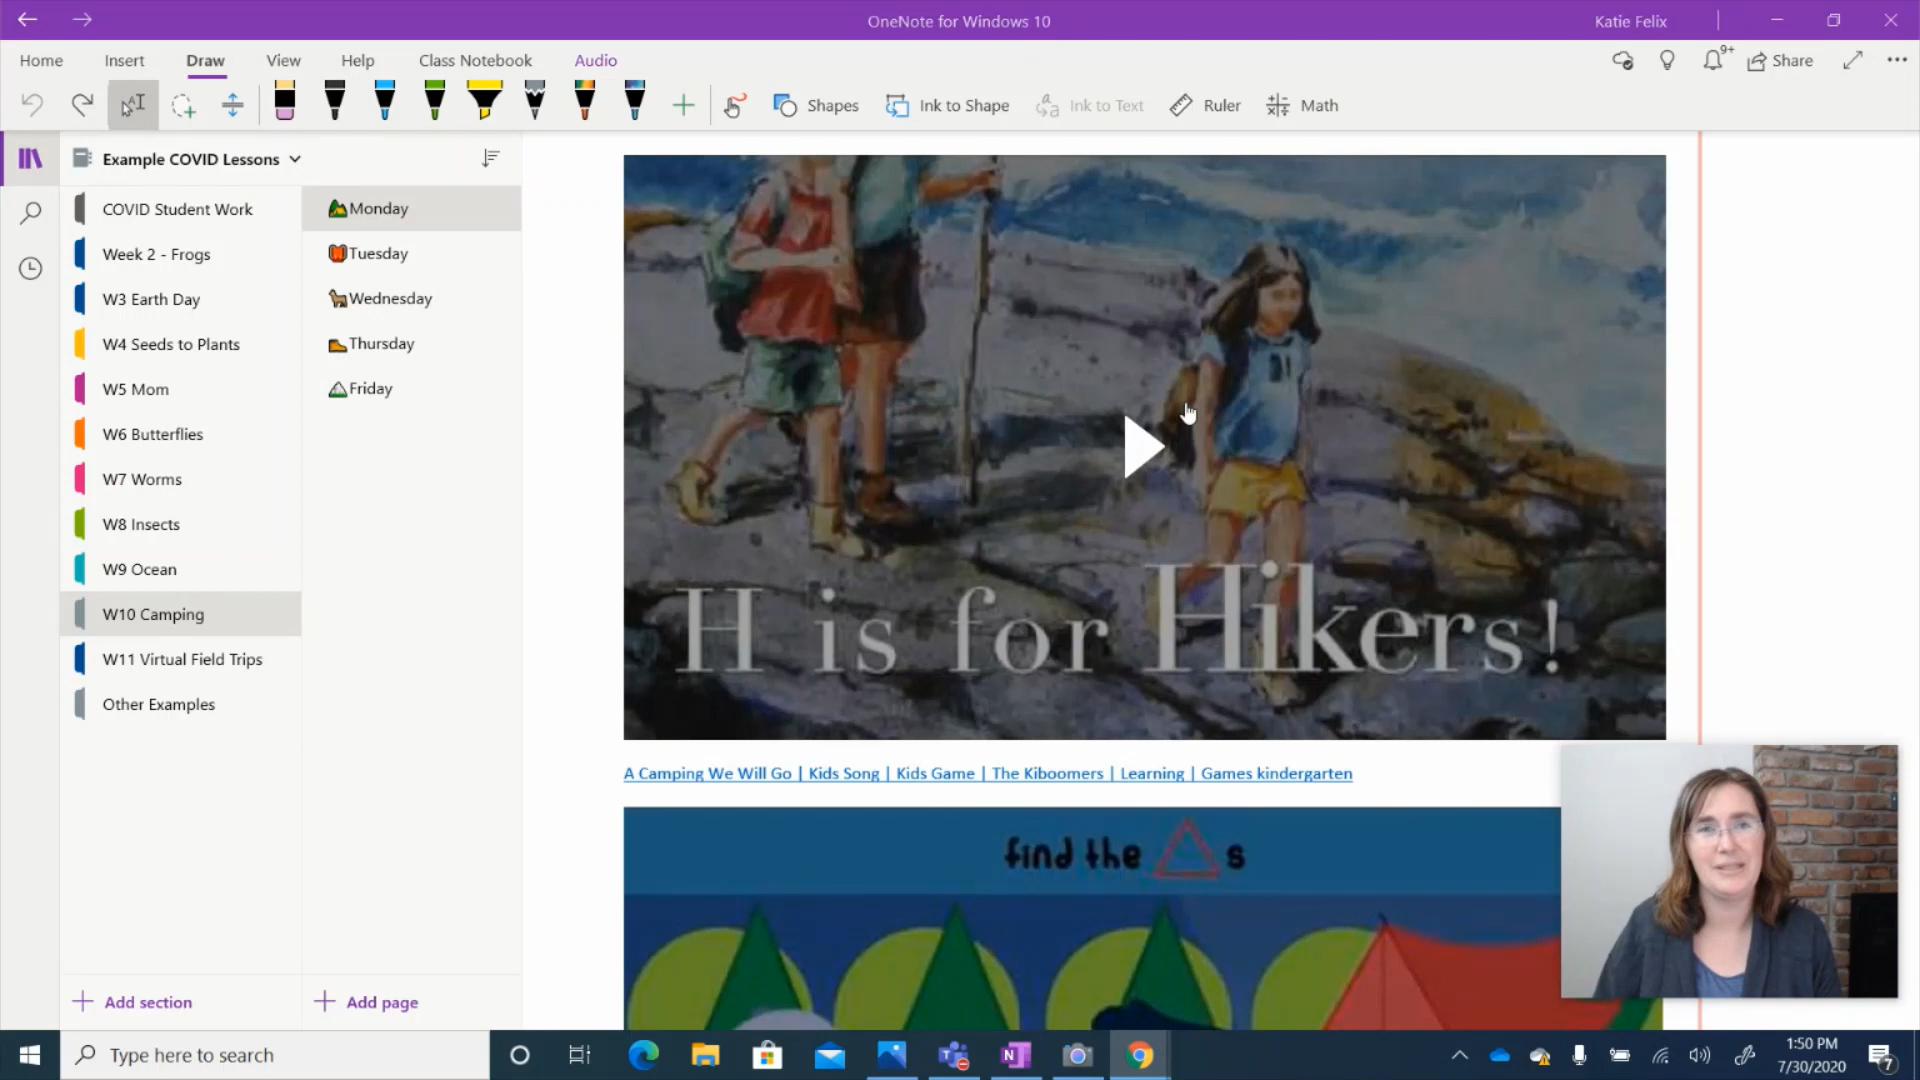 OneNote for Windows 10
Katie Felix
Home Insert Draw View Help Class Notebook Audio
9+
Share
Shapes Ink to Shape Ink to Text Ruler Math
Example COVID Lessons
COVID Student Work
Week 2 - Frogs
W3 Earth Day
W4 Seeds to Plants
W5 Mom
W6 Butterflies
W7 Worms
W8 Insects
W9 Ocean
W10 Camping
W11 Virtual Field Trips
Other Examples
Add section
Monday
Tuesday
Wednesday
Thursday
Friday
Add page
H is for Hikers!
A Camping We Will Go | Kids Song | Kids Game | The Kiboomers | Learning | Games kindergarten
find the s
Type here to search
1:50 PM
7/30/2020
7